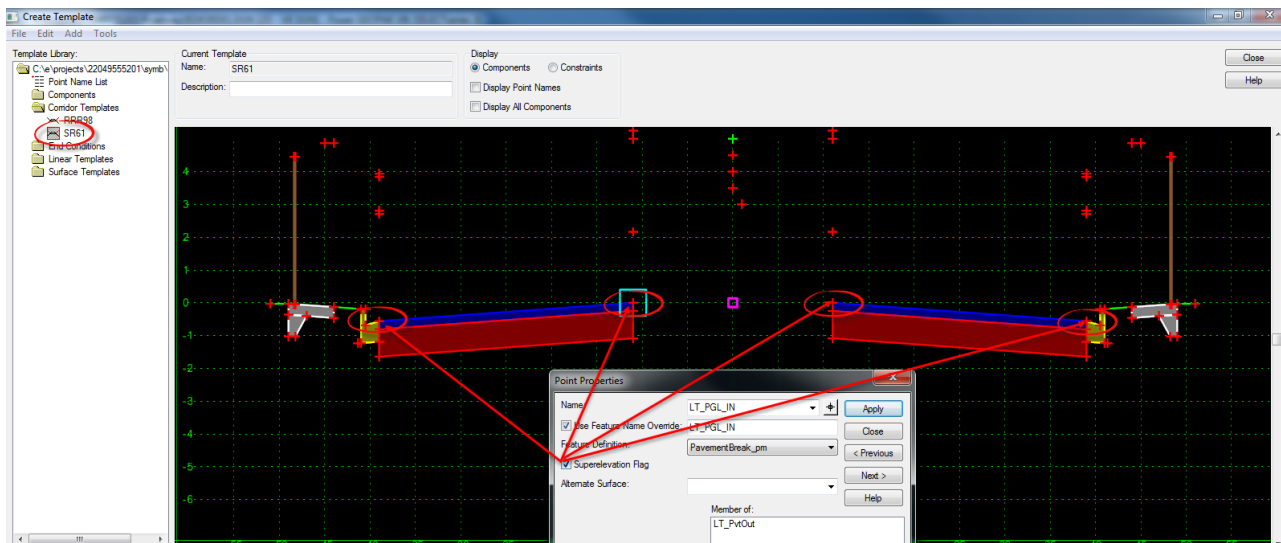 Create Template
File Edit Add Tools
Template Library:
C:\e\projects\22049555201\symb\
Point Name List
Components
Corridor Templates
RRR98
SR61
End Conditions
Linear Templates
Surface Templates
Current Template
Name: SR61
Description:
Display
Components Constraints
Display Point Names
Display All Components
Close
Help
4
3
2
1
0
-1
-2
-3
-4
-5
-6
Point Properties
Name: LT_PGL_IN Apply
Use Feature Name Override: LT_PGL_IN Close
Feature Definition: PavementBreak_pm < Previous
Superelevation Flag Next >
Alternate Surface: Help
Member of:
LT_PvtOut